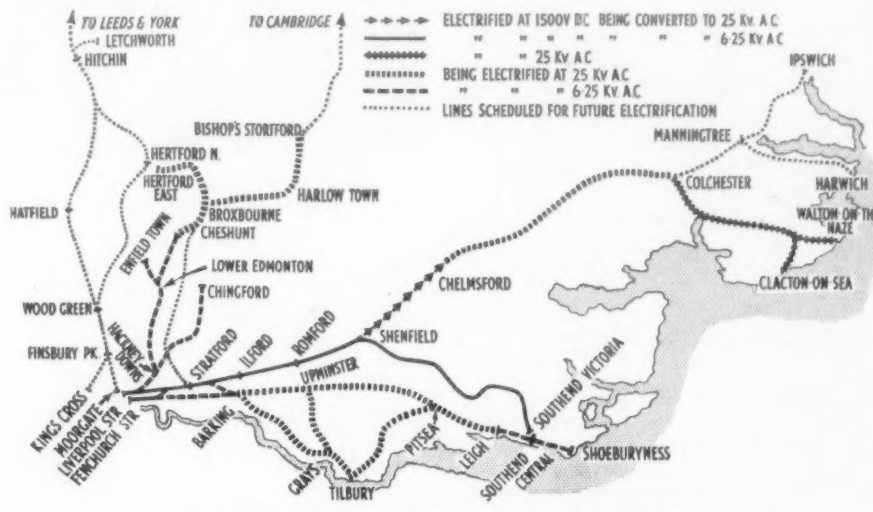 TO LEEDS & YORK
LETCHWORTH
HITCHIN
TO CAMBRIDGE
ELECTRIFIED AT 1500V DC BEING CONVERTED TO 25 KV. A.C
" " " " " " " 6·25 KV A.C
" " 25 KV A.C
BEING ELECTRIFIED AT 25 KV A.C
" " " 6·25 KV A.C
LINES SCHEDULED FOR FUTURE ELECTRIFICATION
IPSWICH
MANNINGTREE
HARWICH
COLCHESTER
WALTON ON TH
NAZE
CLACTON-ON-SEA
BISHOP'S STORTFORD
HERTFORD N.
HERTFORD
EAST
HARLOW TOWN
BROXBOURNE
CHESHUNT
HATFIELD
ENFIELD TOWN
LOWER EDMONTON
CHINGFORD
CHELMSFORD
WOOD GREEN
HACKNEY
DOWNS
STRATFORD
ILFORD
ROMFORD
SHENFIELD
FINSBURY PK.
UPMINSTER
SOUTHEND VICTORIA
KINGS CROSS
MOORGATE
LIVERPOOL STR
FENCHURCH STR
BARKING
GRAYS
TILBURY
PITSEA
LEIGH
SOUTHEND
CENTRAL
SHOEBURYNESS